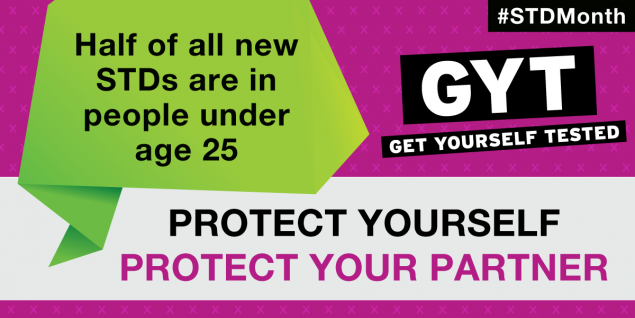 #STDMonth
Half of all new
STDs are in
people under
age 25
GYT
GET YOURSELF TESTED
PROTECT YOURSELF
PROTECT YOUR PARTNER